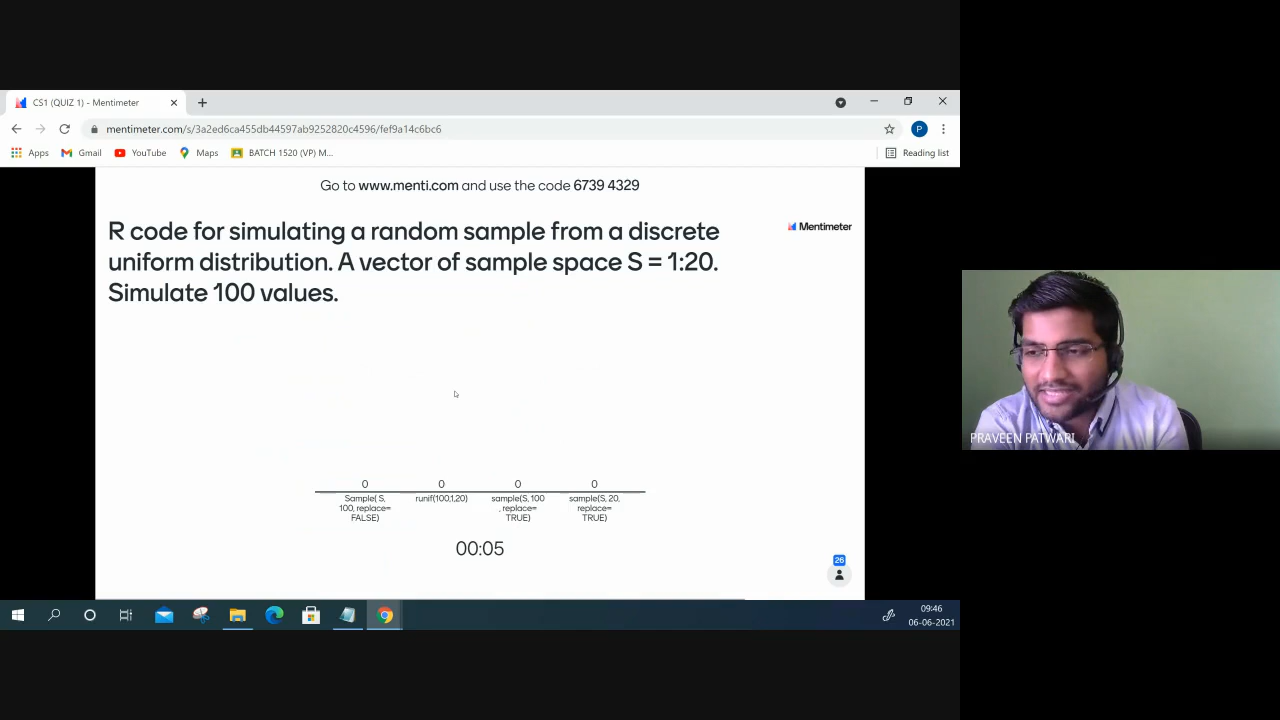 CS1 (QUIZ 1) - Mentimeter
mentimeter.com/s/3a2ed6ca455db44597ab9252820c4596/fef9a14c6bc6
P
Apps
Gmail
YouTube
Maps
BATCH 1520 (VP) M...
Reading list
Go to www.menti.com and use the code 6739 4329
R code for simulating a random sample from a discrete
uniform distribution. A vector of sample space S = 1:20.
Simulate 100 values.
Mentimeter
0
0
0
0
Sample( S,
100, replace=
FALSE)
runif(100,1,20)
sample(S, 100
, replace=
TRUE)
sample(S, 20,
replace=
TRUE)
00:05
26
PRAVEEN PATWARI
09:46
06-06-2021